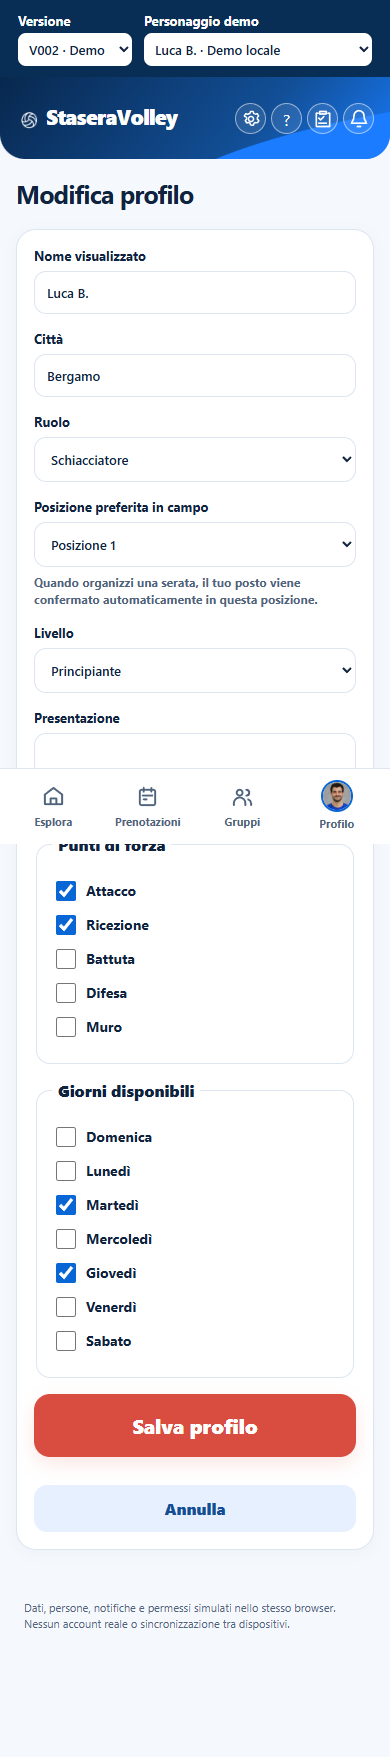 Versione
Personaggio demo
V002 · Demo
Luca B. · Demo locale
StaseraVolley
?
Modifica profilo
Nome visualizzato
Luca B.
Città
Bergamo
Ruolo
Schiacciatore
Posizione preferita in campo
Posizione 1
Quando organizzi una serata, il tuo posto viene
confermato automaticamente in questa posizione.
Livello
Principiante
Presentazione
Esplora
Prenotazioni
Gruppi
Profilo
Punti di forza
Attacco
Ricezione
Battuta
Difesa
Muro
Giorni disponibili
Domenica
Lunedì
Martedì
Mercoledì
Giovedì
Venerdì
Sabato
Salva profilo
Annulla
Dati, persone, notifiche e permessi simulati nello stesso browser.
Nessun account reale o sincronizzazione tra dispositivi.